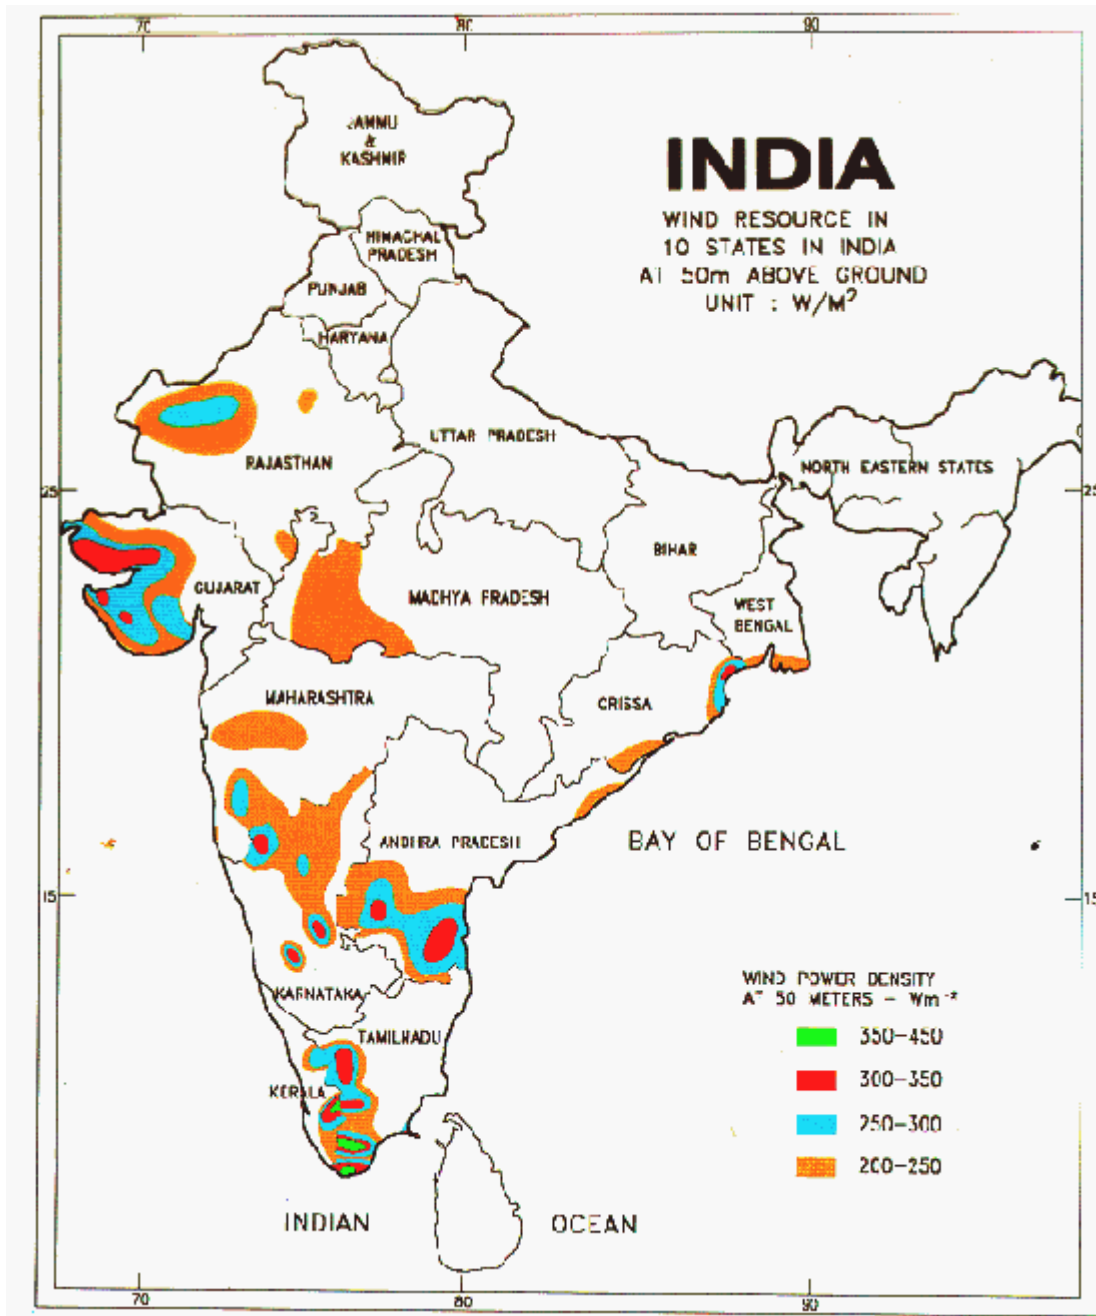 70 80 90
JAMMU
&
KASHMIR
INDIA
WIND RESOURCE IN
10 STATES IN INDIA
AT 50m ABOVE GROUND
UNIT : W/M²
HIMACHAL
PRADESH
PUNJAB
HARYANA
UTTAR PRADESH
RAJASTHAN
NORTH EASTERN STATES
25 25
BIHAR
GUJARAT
MADHYA PRADESH
WEST
BENGAL
MAHARASHTRA
CRISSA
ANDHRA PRADESH
BAY OF BENGAL
15 15
KARNATAKA
WIND POWER DENSITY
AT 50 METERS – Wm⁻²
TAMILNADU
350–450
KERALA
300–350
250–300
200–250
INDIAN OCEAN
70 80 90